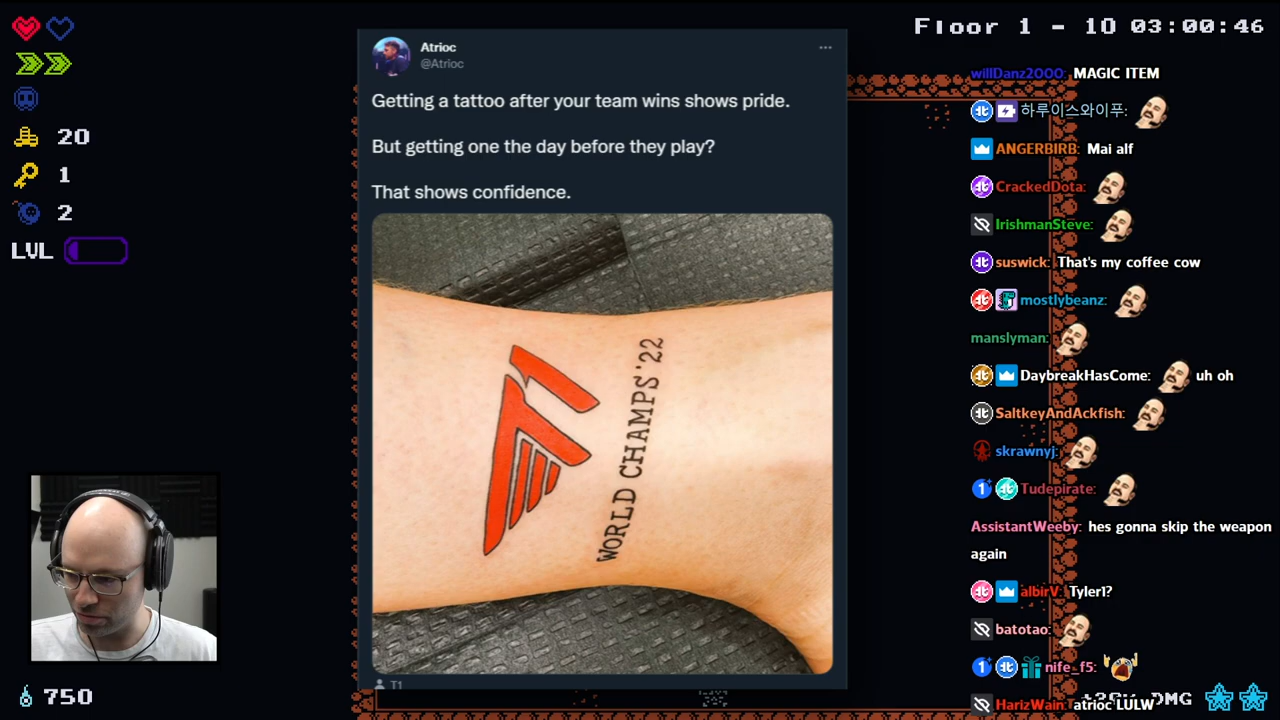 Floor 1 - 10 03:00:46
20
1
2
LVL
750
Atrioc
@Atrioc
Getting a tattoo after your team wins shows pride.
But getting one the day before they play?
That shows confidence.
T1
WORLD CHAMPS '22
T1
willDanz2000: MAGIC ITEM
하루이스와이푸:
ANGERBIRB: Mai alf
CrackedDota:
IrishmanSteve:
suswick: That's my coffee cow
mostlybeanz:
manslyman:
DaybreakHasCome: uh oh
SaltkeyAndAckfish:
skrawnyj:
Tudepirate:
AssistantWeeby: hes gonna skip the weapon
again
albirV: Tyler1?
batotao:
nife_f5:
HarizWain: Tatrioc LULW
DMG